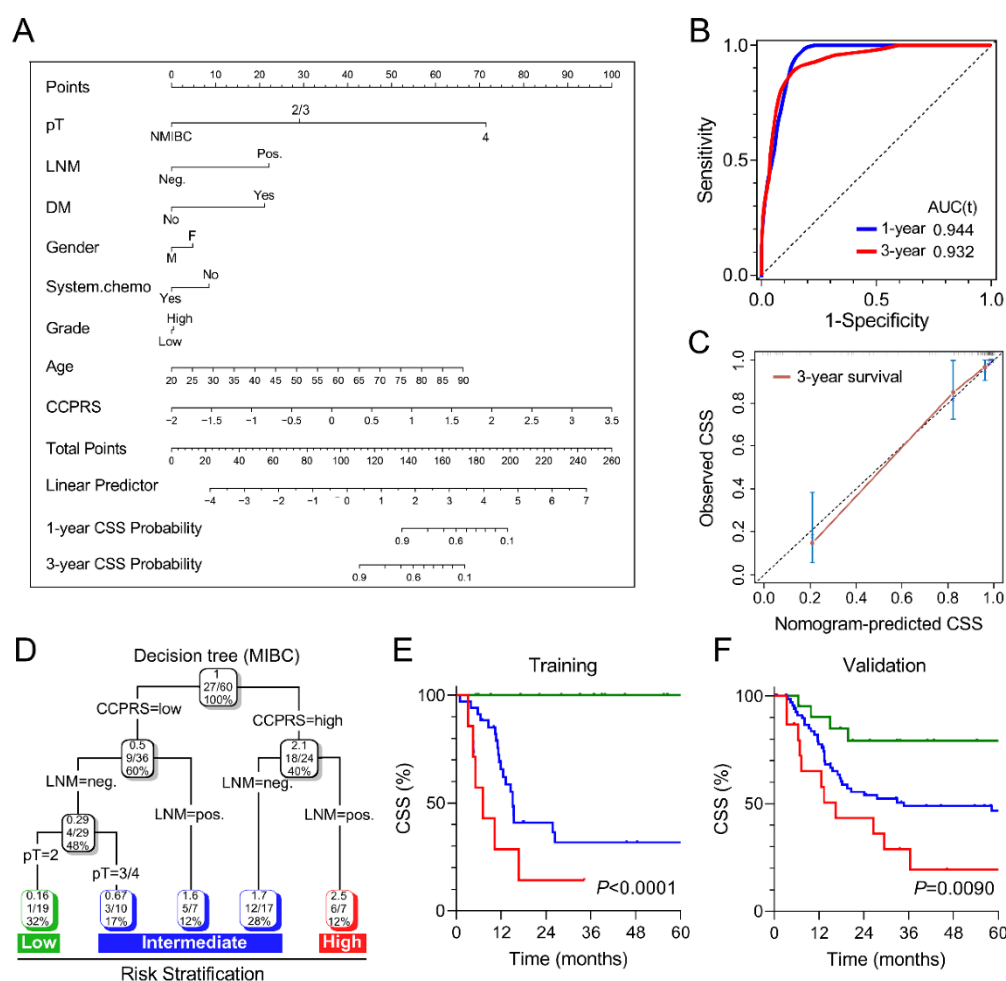 A
Points
0 10 20 30 40 50 60 70 80 90 100
pT
2/3
NMIBC
4
LNM
Pos.
Neg.
DM
Yes
No
Gender
F
M
System.chemo
No
Yes
Grade
High
Low
Age
20 25 30 35 40 45 50 55 60 65 70 75 80 85 90
CCPRS
−2 −1.5 −1 −0.5 0 0.5 1 1.5 2 2.5 3 3.5
Total Points
0 20 40 60 80 100 120 140 160 180 200 220 240 260
Linear Predictor
−4 −3 −2 −1 0 1 2 3 4 5 6 7
1-year CSS Probability
0.9 0.6 0.1
3-year CSS Probability
0.9 0.6 0.1
B
Sensitivity
1.0
0.5
0.0
AUC(t)
1-year 0.944
3-year 0.932
0.0 0.5 1.0
1-Specificity
C
Observed CSS
1.0
0.8
0.6
0.4
0.2
0.0
3-year survival
0.0 0.2 0.4 0.6 0.8 1.0
Nomogram-predicted CSS
D
Decision tree (MIBC)
1
27/60
100%
CCPRS=low
CCPRS=high
0.5
9/36
60%
2.1
18/24
40%
LNM=neg.
LNM=pos.
LNM=neg.
LNM=pos.
0.29
4/29
48%
pT=2
pT=3/4
0.16
1/19
32%
0.67
3/10
17%
1.6
5/7
12%
1.7
12/17
28%
2.5
6/7
12%
Low
Intermediate
High
Risk Stratification
E
Training
CSS (%)
100
50
0
P<0.0001
0 12 24 36 48 60
Time (months)
F
Validation
CSS (%)
100
50
0
P=0.0090
0 12 24 36 48 60
Time (months)